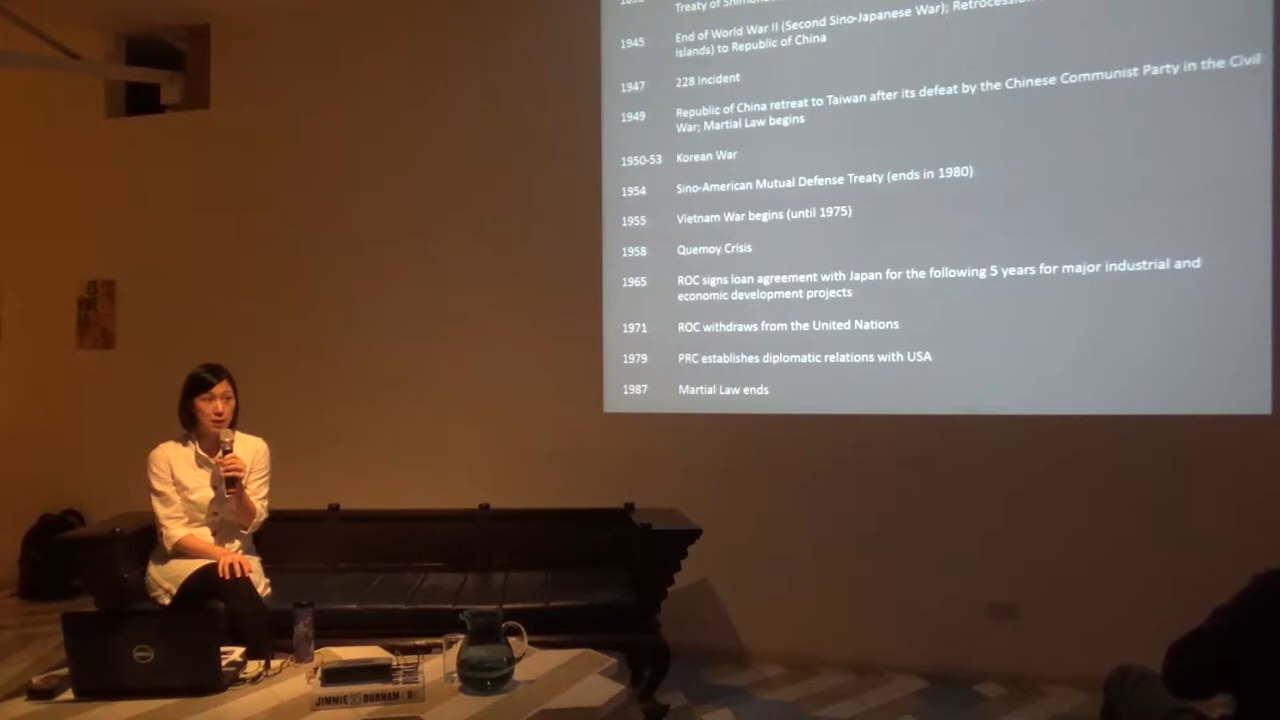 Treaty of
1945 End of World War II (Second Sino-Japanese War); Retrocession
Islands) to Republic of China
1947 228 Incident
1949 Republic of China retreat to Taiwan after its defeat by the Chinese Communist Party in the Civil
War; Martial Law begins
1950-53 Korean War
1954 Sino-American Mutual Defense Treaty (ends in 1980)
1955 Vietnam War begins (until 1975)
1958 Quemoy Crisis
1965 ROC signs loan agreement with Japan for the following 5 years for major industrial and
economic development projects
1971 ROC withdraws from the United Nations
1979 PRC establishes diplomatic relations with USA
1987 Martial Law ends
DELL
JIMMIE DURHAM